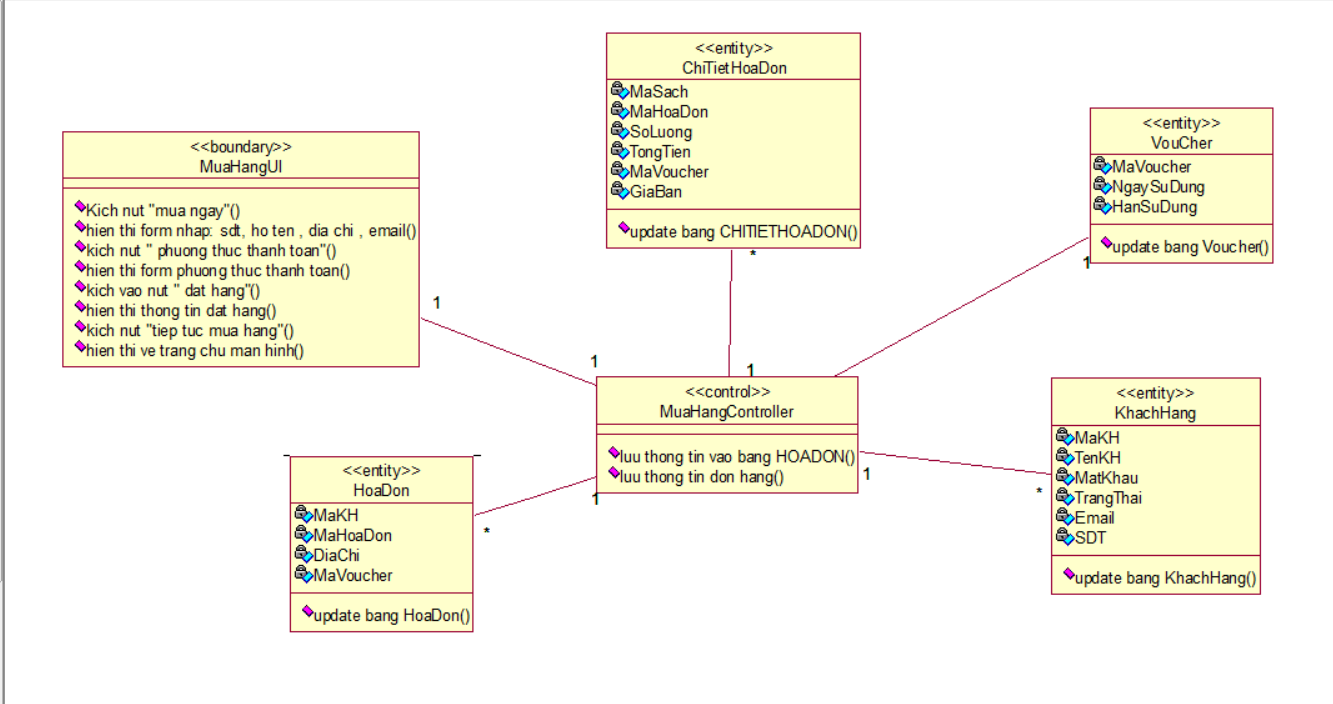 <<entity>>
ChiTietHoaDon
MaSach
MaHoaDon
SoLuong
TongTien
MaVoucher
GiaBan
update bang CHITIETHOADON()
*
<<entity>>
VouCher
MaVoucher
NgaySuDung
HanSuDung
update bang Voucher()
1
<<boundary>>
MuaHangUI
Kich nut "mua ngay"()
hien thi form nhap: sdt, ho ten , dia chi , email()
kich nut " phuong thuc thanh toan"()
hien thi form phuong thuc thanh toan()
kich vao nut " dat hang"()
hien thi thong tin dat hang()
kich nut "tiep tuc mua hang"()
hien thi ve trang chu man hinh()
1
1
1
<<control>>
MuaHangController
luu thong tin vao bang HOADON()
luu thong tin don hang()
1
1
<<entity>>
KhachHang
MaKH
TenKH
MatKhau
TrangThai
Email
SDT
update bang KhachHang()
*
<<entity>>
HoaDon
MaKH
MaHoaDon
DiaChi
MaVoucher
update bang HoaDon()
*